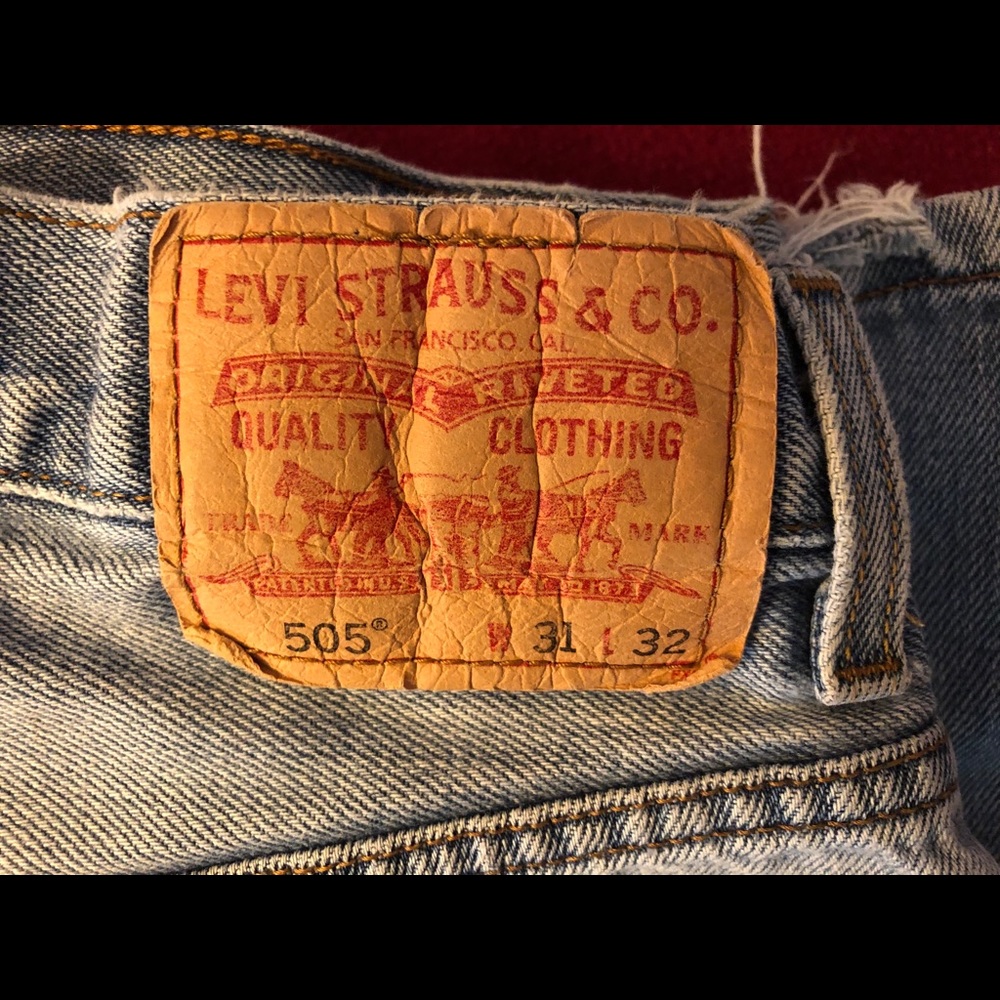 LEVI STRAUSS & CO.
SAN FRANCISCO, CAL.
ORIGINAL RIVETED
QUALITY CLOTHING
TRADE MARK
505® W 31 L 32